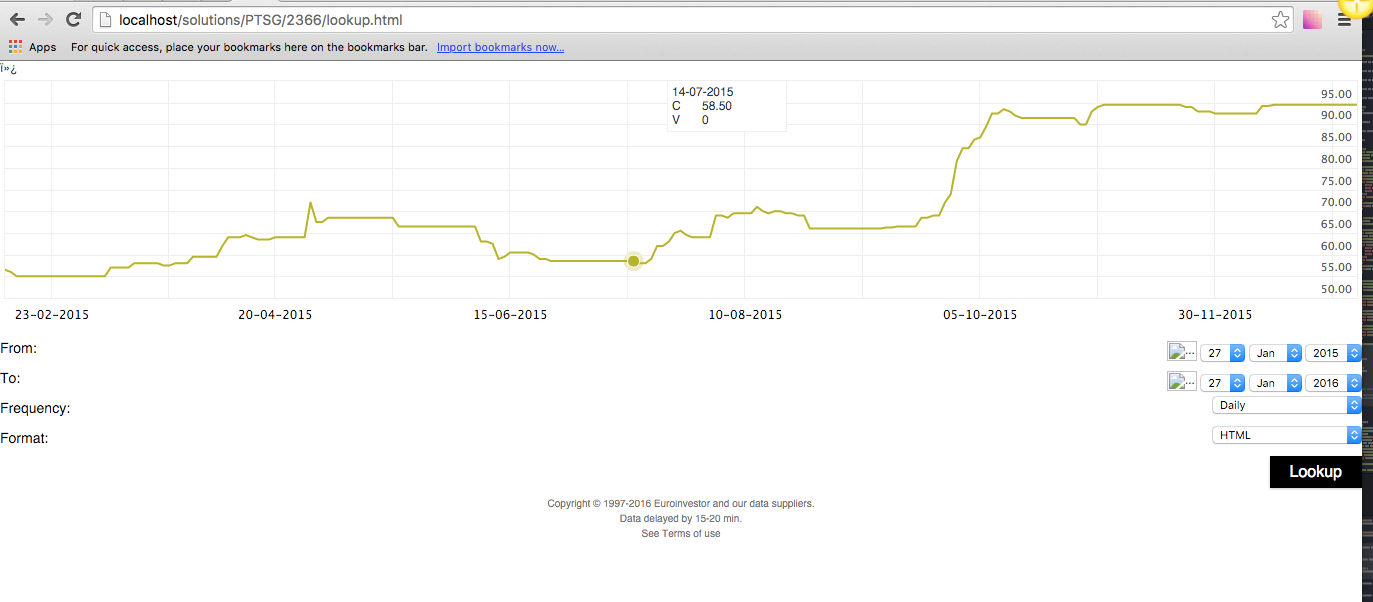 localhost/solutions/PTSG/2366/lookup.html
Apps For quick access, place your bookmarks here on the bookmarks bar. Import bookmarks now...
ï»¿
14-07-2015
C 58.50
V 0
95.00
90.00
85.00
80.00
75.00
70.00
65.00
60.00
55.00
50.00
23-02-2015 20-04-2015 15-06-2015 10-08-2015 05-10-2015 30-11-2015
From: ... 27 Jan 2015
To: ... 27 Jan 2016
Frequency: Daily
Format: HTML
Lookup
Copyright © 1997-2016 Euroinvestor and our data suppliers.
Data delayed by 15-20 min.
See Terms of use